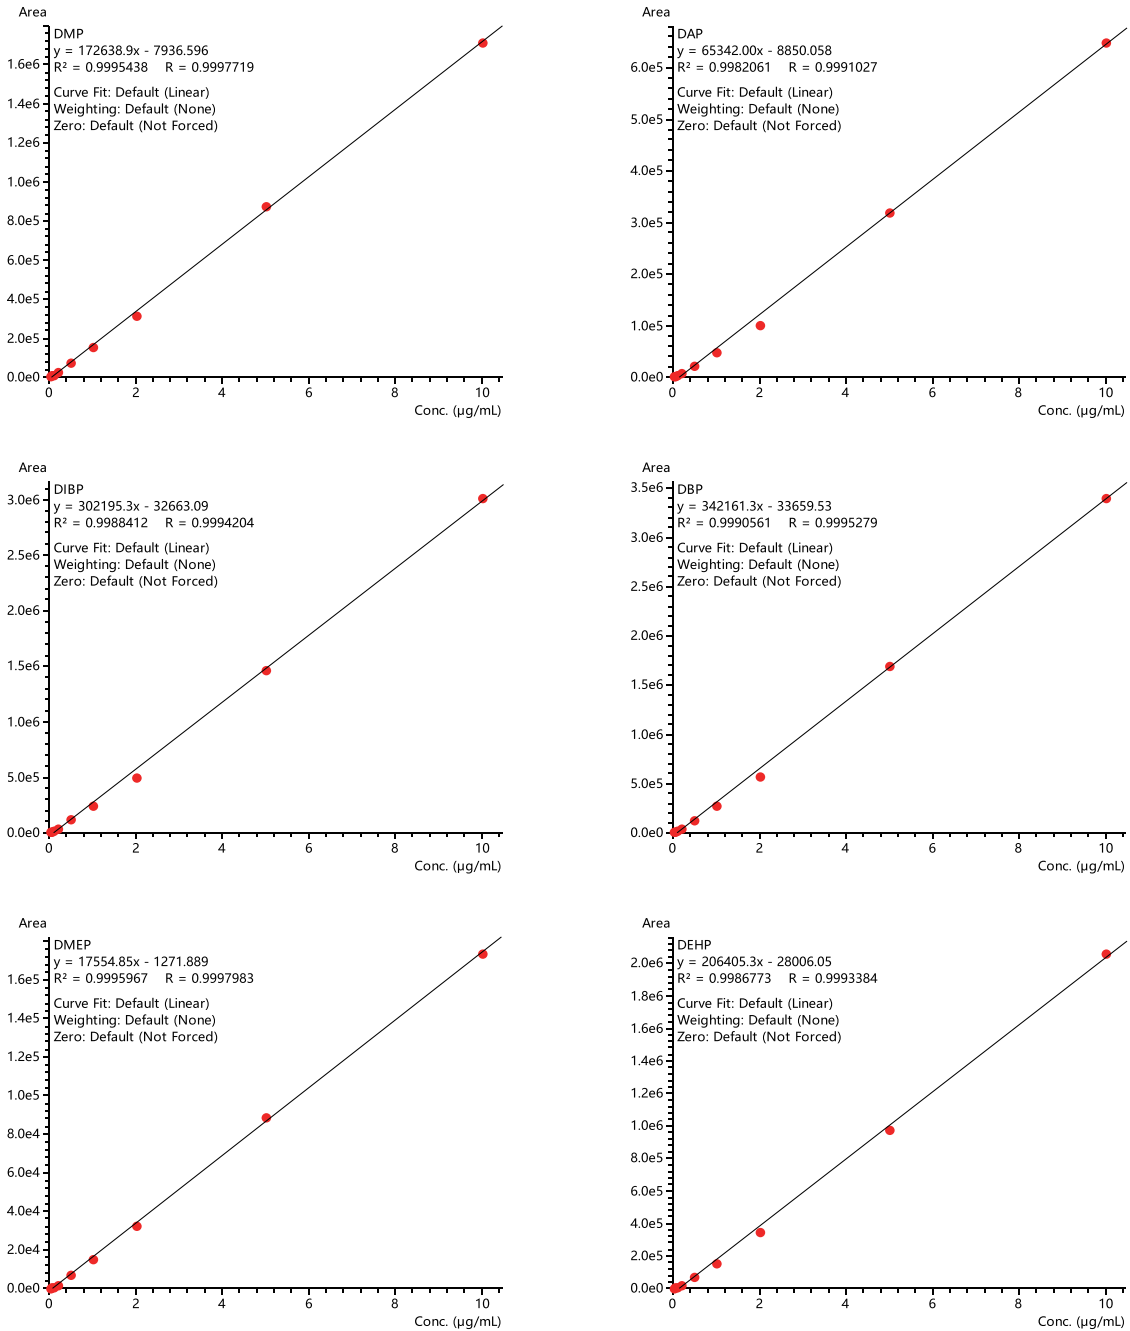 Area
DMP
y = 172638.9x - 7936.596
R² = 0.9995438 R = 0.9997719
Curve Fit: Default (Linear)
Weighting: Default (None)
Zero: Default (Not Forced)
1.6e6
1.4e6
1.2e6
1.0e6
8.0e5
6.0e5
4.0e5
2.0e5
0.0e0
0 2 4 6 8 10
Conc. (µg/mL)
Area
DAP
y = 65342.00x - 8850.058
R² = 0.9982061 R = 0.9991027
Curve Fit: Default (Linear)
Weighting: Default (None)
Zero: Default (Not Forced)
6.0e5
5.0e5
4.0e5
3.0e5
2.0e5
1.0e5
0.0e0
0 2 4 6 8 10
Conc. (µg/mL)
Area
DIBP
y = 302195.3x - 32663.09
R² = 0.9988412 R = 0.9994204
Curve Fit: Default (Linear)
Weighting: Default (None)
Zero: Default (Not Forced)
3.0e6
2.5e6
2.0e6
1.5e6
1.0e6
5.0e5
0.0e0
0 2 4 6 8 10
Conc. (µg/mL)
Area
DBP
y = 342161.3x - 33659.53
R² = 0.9990561 R = 0.9995279
Curve Fit: Default (Linear)
Weighting: Default (None)
Zero: Default (Not Forced)
3.5e6
3.0e6
2.5e6
2.0e6
1.5e6
1.0e6
5.0e5
0.0e0
0 2 4 6 8 10
Conc. (µg/mL)
Area
DMEP
y = 17554.85x - 1271.889
R² = 0.9995967 R = 0.9997983
Curve Fit: Default (Linear)
Weighting: Default (None)
Zero: Default (Not Forced)
1.6e5
1.4e5
1.2e5
1.0e5
8.0e4
6.0e4
4.0e4
2.0e4
0.0e0
0 2 4 6 8 10
Conc. (µg/mL)
Area
DEHP
y = 206405.3x - 28006.05
R² = 0.9986773 R = 0.9993384
Curve Fit: Default (Linear)
Weighting: Default (None)
Zero: Default (Not Forced)
2.0e6
1.8e6
1.6e6
1.4e6
1.2e6
1.0e6
8.0e5
6.0e5
4.0e5
2.0e5
0.0e0
0 2 4 6 8 10
Conc. (µg/mL)